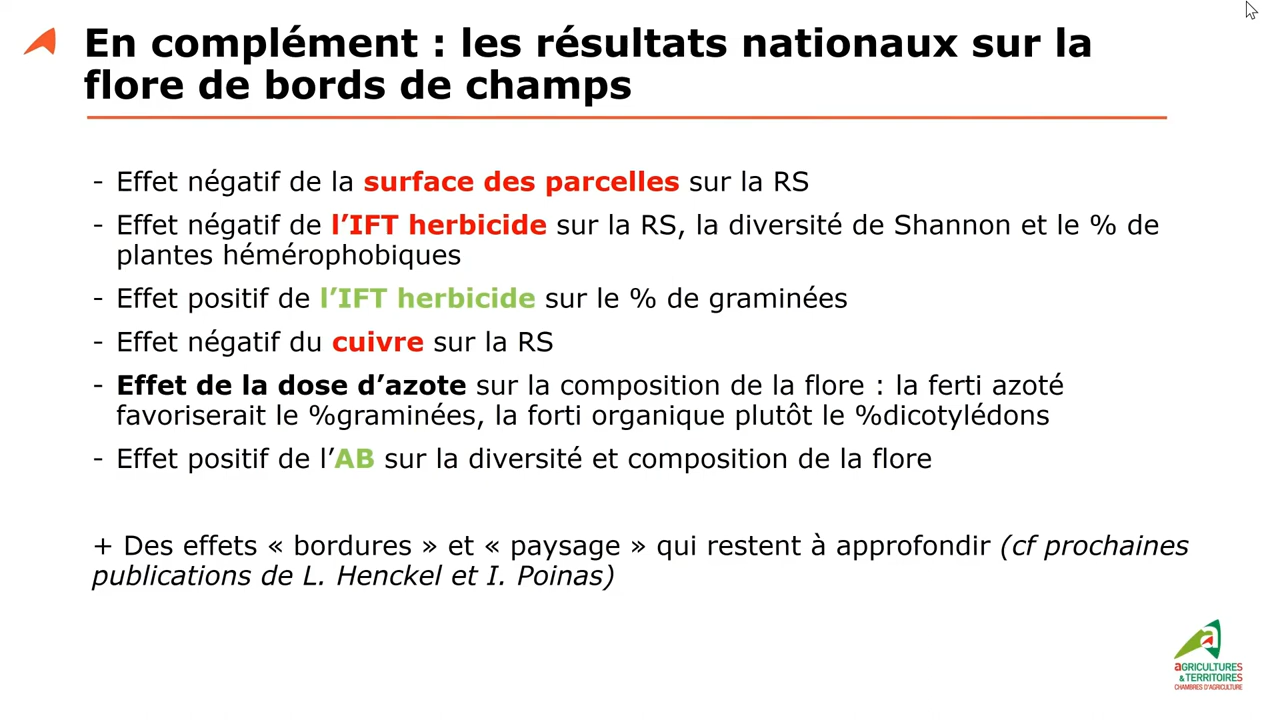 En complément : les résultats nationaux sur la
flore de bords de champs
- Effet négatif de la surface des parcelles sur la RS
- Effet négatif de l’IFT herbicide sur la RS, la diversité de Shannon et le % de
plantes hémérophobiques
- Effet positif de l’IFT herbicide sur le % de graminées
- Effet négatif du cuivre sur la RS
- Effet de la dose d’azote sur la composition de la flore : la ferti azoté
favoriserait le %graminées, la forti organique plutôt le %dicotylédons
- Effet positif de l’AB sur la diversité et composition de la flore
+ Des effets « bordures » et « paysage » qui restent à approfondir (cf prochaines
publications de L. Henckel et I. Poinas)
a
aGRICULTURES
& TERRITOIRES
CHAMBRES D'AGRICULTURE